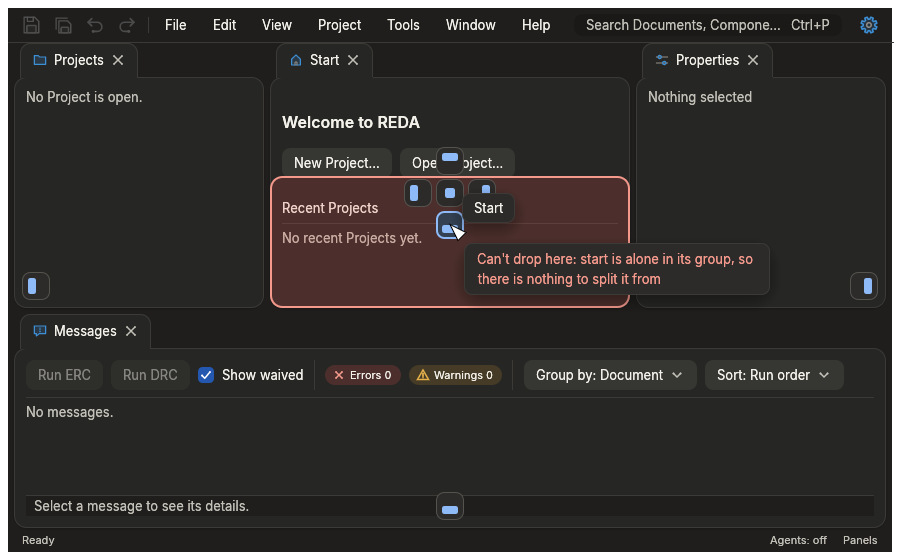 File Edit View Project Tools Window Help Search Documents, Compone... Ctrl+P
Projects
Start
Properties
No Project is open.
Nothing selected
Welcome to REDA
New Project...
Ope oject...
Recent Projects
Start
No recent Projects yet.
Can't drop here: start is alone in its group, so
there is nothing to split it from
Messages
Run ERC Run DRC Show waived Errors 0 Warnings 0 Group by: Document Sort: Run order
No messages.
Select a message to see its details.
Ready Agents: off Panels